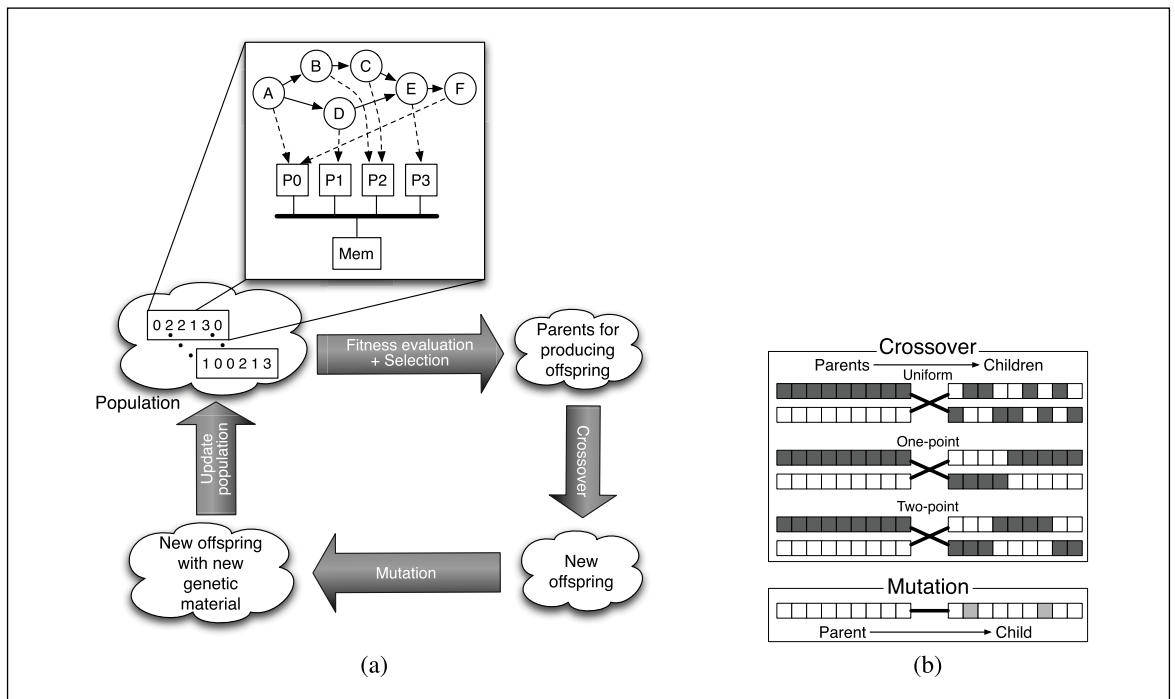 B
C
A
E
F
D
P0
P1
P2
P3
Mem
0 2 2 1 3 0
1 0 0 2 1 3
Population
Fitness evaluation
+ Selection
Parents for
producing
offspring
Crossover
New
offspring
Mutation
New offspring
with new
genetic
material
Update
population
(a)
Crossover
Parents
Children
Uniform
One-point
Two-point
Mutation
Parent
Child
(b)